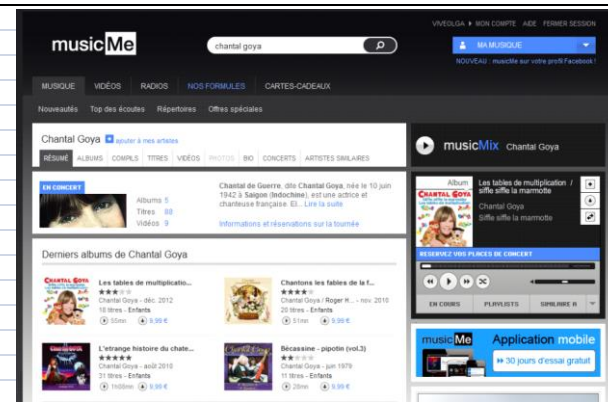 VIVEOLGA MON COMPTE AIDE FERMER SESSION
musicMe
chantal goya
MA MUSIQUE
NOUVEAU : musicMe sur votre profil Facebook !
MUSIQUE VIDÉOS RADIOS NOS FORMULES CARTES-CADEAUX
Nouveautés Top des écoutes Répertoires Offres spéciales
Chantal Goya ajouter à mes artistes
RÉSUMÉ ALBUMS COMPILS TITRES VIDÉOS PHOTOS BIO CONCERTS ARTISTES SIMILAIRES
EN CONCERT
Albums 5
Titres 88
Vidéos 9
Chantal de Guerre, dite Chantal Goya, née le 10 juin
1942 à Saigon (Indochine), est une actrice et
chanteuse française. El... Lire la suite
Informations et réservations sur la tournée
Derniers albums de Chantal Goya
CHANTAL GOYA
Les tables de multiplicatio...
Chantal Goya - déc. 2012
18 titres - Enfants
55mn 9,99 €
Chantons les fables de la f...
Chantal Goya / Roger H... - nov. 2010
20 titres - Enfants
51mn 9,99 €
L'etrange histoire du chate...
Chantal Goya - août 2010
31 titres - Enfants
1h00mn 9,99 €
Bécassine - pipotin (vol.3)
Chantal Goya - juin 1979
11 titres - Enfants
28mn 9,99 €
musicMix Chantal Goya
Album
CHANTAL GOYA
Les tables de multiplication /
siffle siffle la marmotte
Chantal Goya
Siffle siffle la marmotte
RESERVEZ VOS PLACES DE CONCERT
EN COURS PLAYLISTS SIMILAIRE A
musicMe
Application mobile
30 jours d'essai gratuit